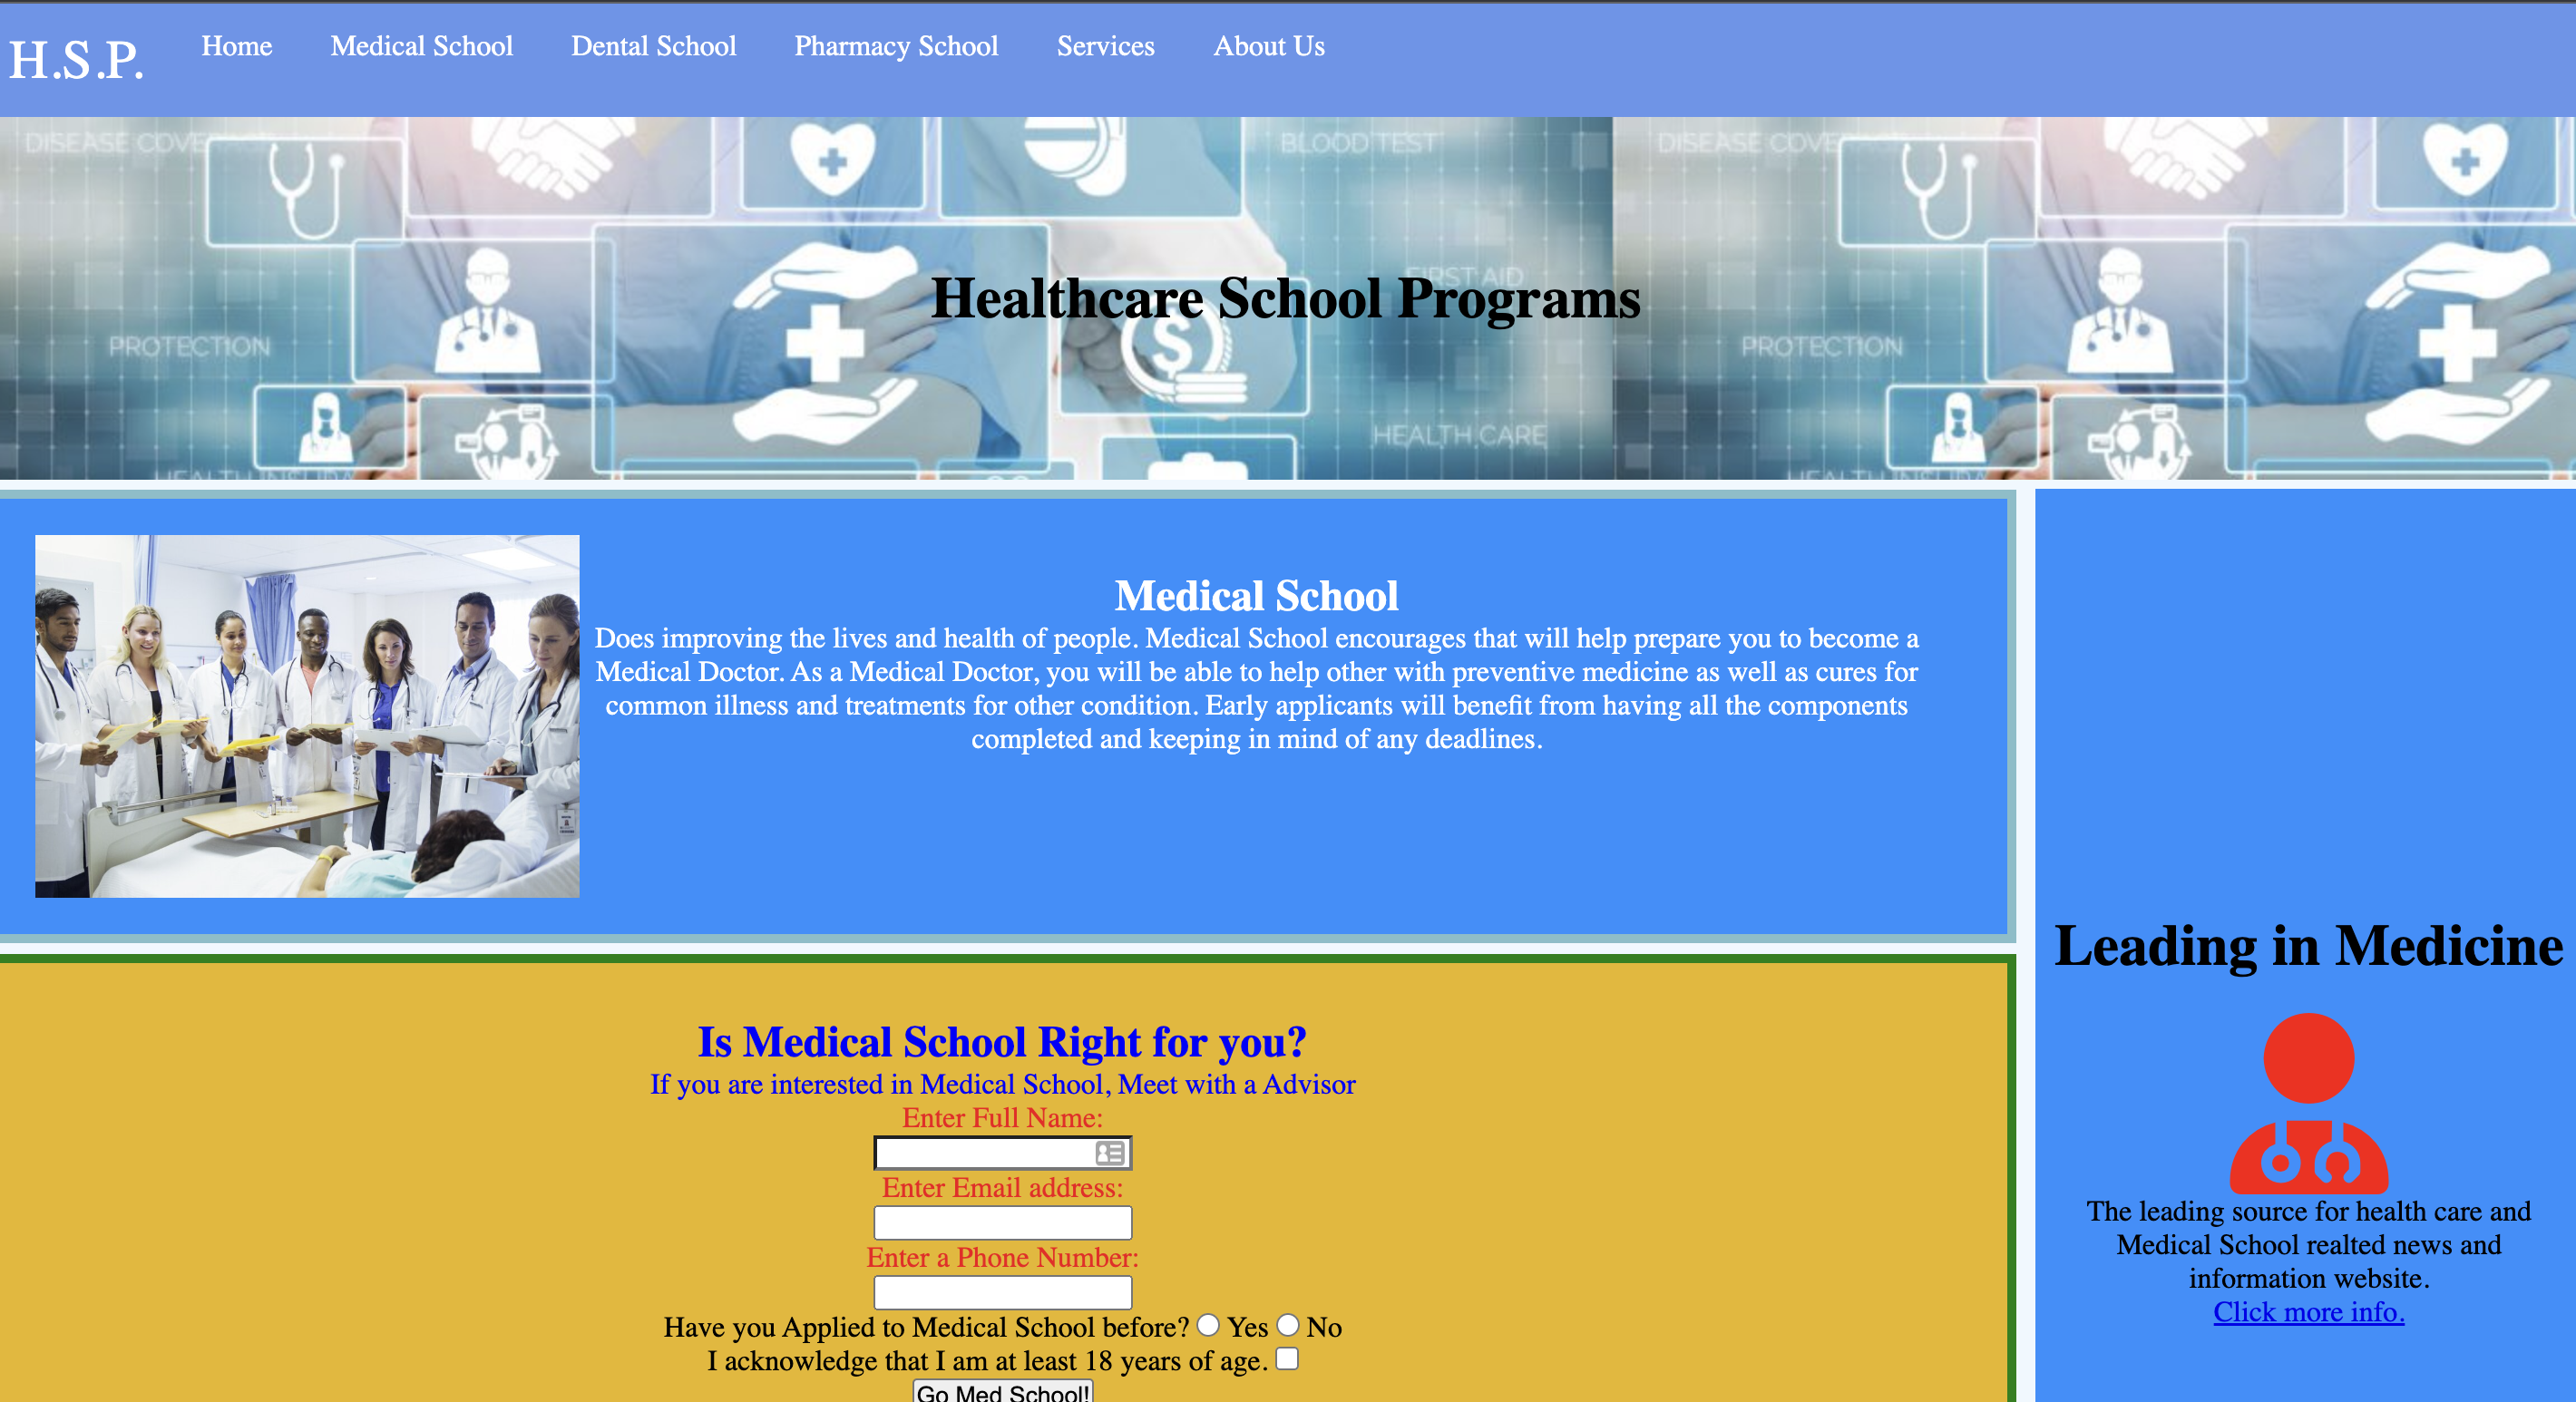 H.S.P.
Home
Medical School
Dental School
Pharmacy School
Services
About Us
DISEASE
BLOOD TEST
DISEASE
FIRST AID
Healthcare School Programs
PROTECTION
PROTECTION
HEALTH CARE
Medical School
Does improving the lives and health of people. Medical School encourages that will help prepare you to become a
Medical Doctor. As a Medical Doctor, you will be able to help other with preventive medicine as well as cures for
common illness and treatments for other condition. Early applicants will benefit from having all the components
completed and keeping in mind of any deadlines.
Is Medical School Right for you?
If you are interested in Medical School, Meet with a Advisor
Enter Full Name:
Enter Email address:
Enter a Phone Number:
Have you Applied to Medical School before? Yes No
I acknowledge that I am at least 18 years of age.
Go Med School!
Leading in Medicine
The leading source for health care and
Medical School realted news and
information website.
Click more info.